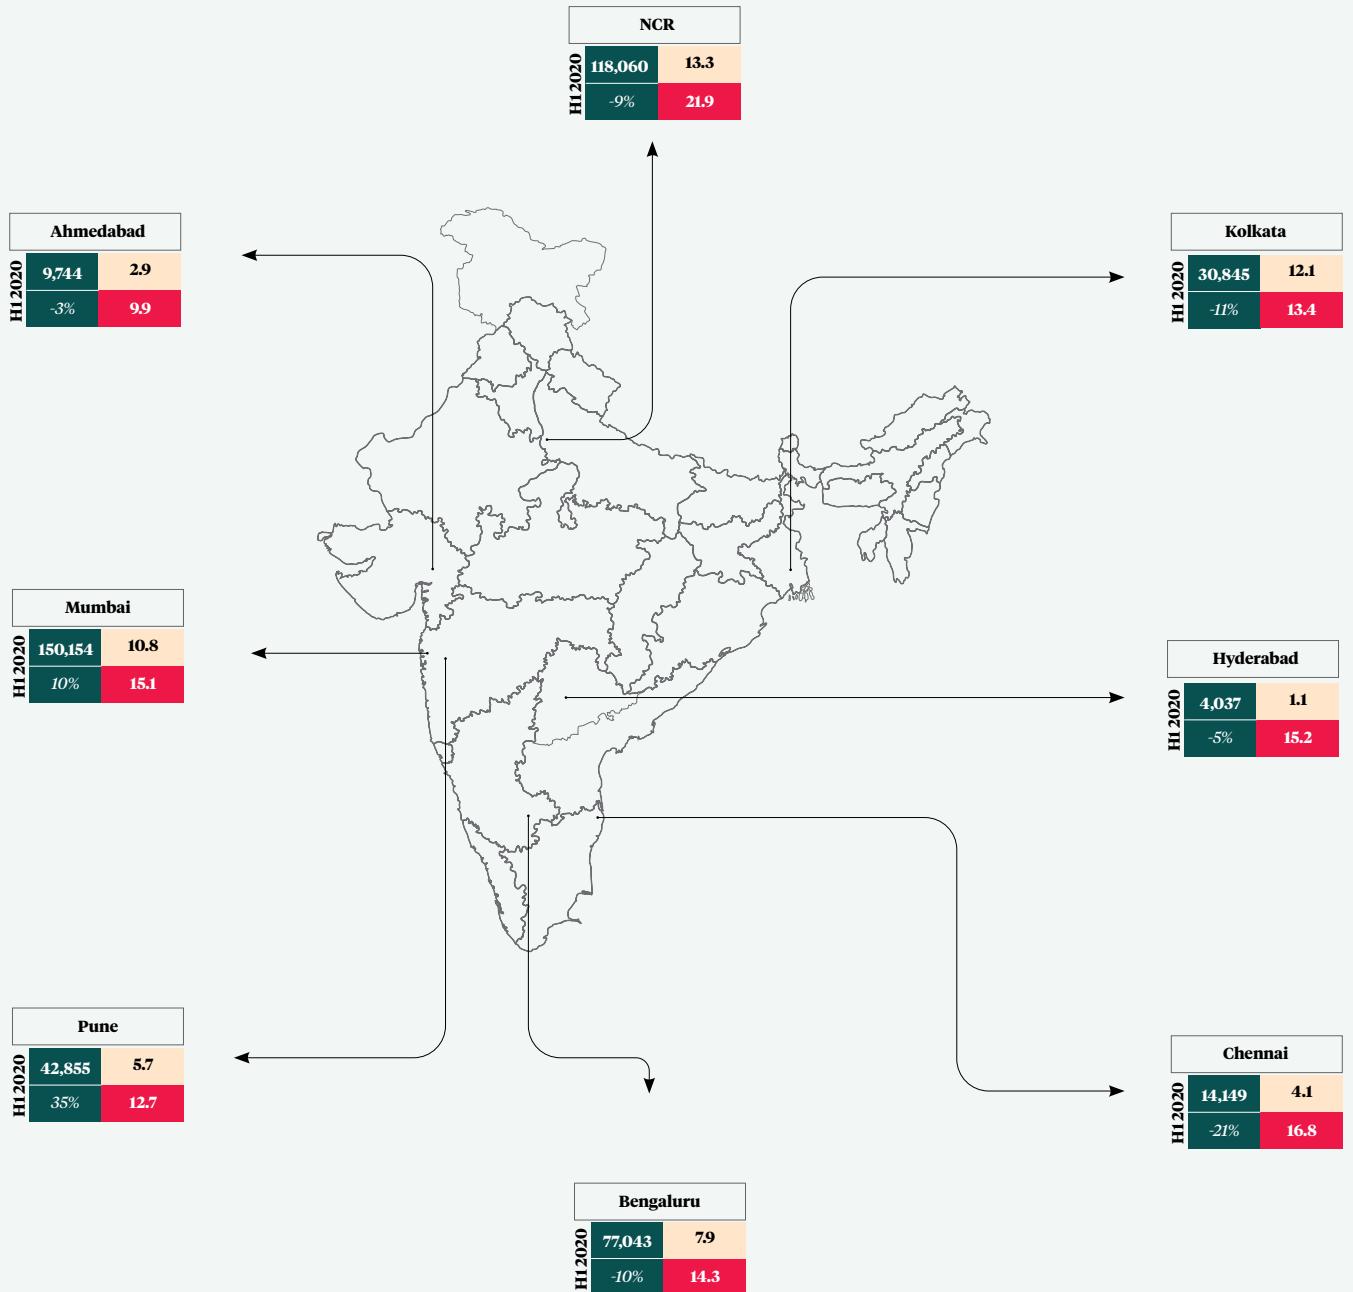 NCR
H1 2020
118,060 13.3
-9% 21.9
Ahmedabad
H1 2020
9,744 2.9
-3% 9.9
Kolkata
H1 2020
30,845 12.1
-11% 13.4
Mumbai
H1 2020
150,154 10.8
10% 15.1
Hyderabad
H1 2020
4,037 1.1
-5% 15.2
Pune
H1 2020
42,855 5.7
35% 12.7
Chennai
H1 2020
14,149 4.1
-21% 16.8
Bengaluru
H1 2020
77,043 7.9
-10% 14.3